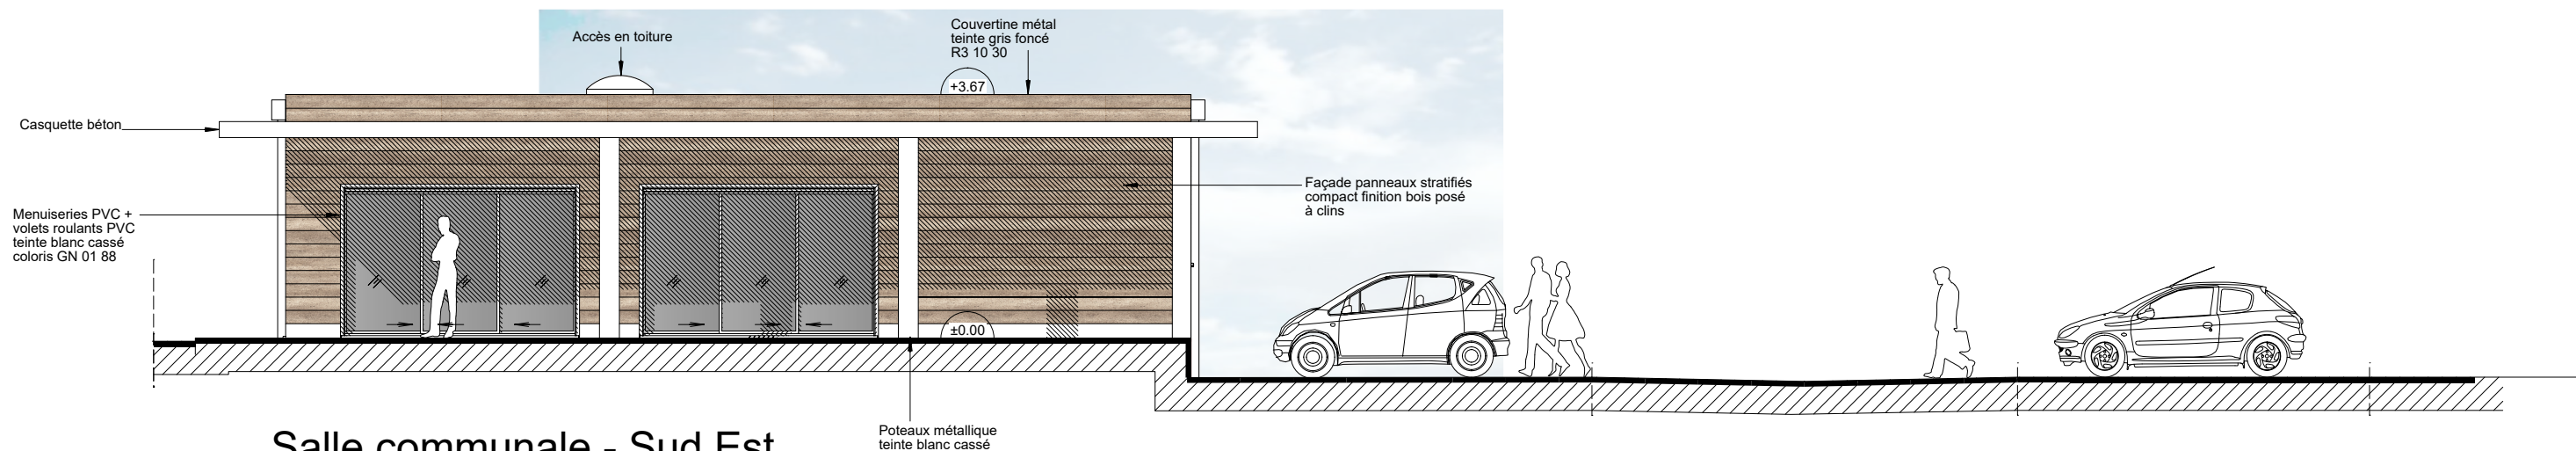 Accès en toiture
Couvertine métal
teinte gris foncé
R3 10 30
+3.67
Casquette béton
Façade panneaux stratifiés
compact finition bois posé
à clins
Menuiseries PVC +
volets roulants PVC
teinte blanc cassé
coloris GN 01 88
±0.00
Poteaux métallique
teinte blanc cassé
Salle communale - Sud Est